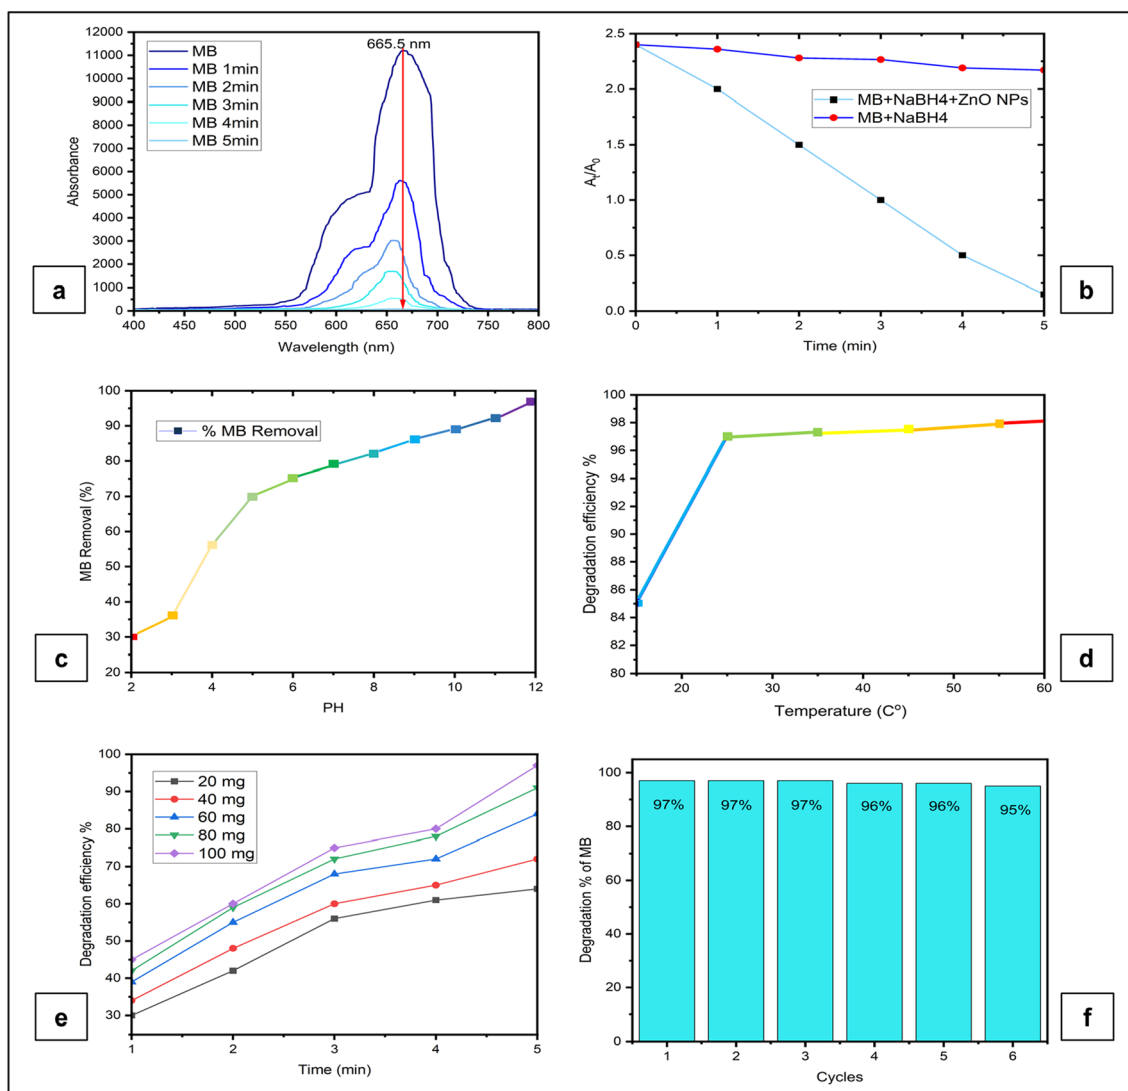 12000
11000
10000
9000
8000
7000
6000
5000
4000
3000
2000
1000
0
Absorbance
665.5 nm
MB
MB 1min
MB 2min
MB 3min
MB 4min
MB 5min
400 450 500 550 600 650 700 750 800
Wavelength (nm)
a
2.5
2.0
1.5
1.0
0.5
0.0
At/A0
MB+NaBH4+ZnO NPs
MB+NaBH4
0 1 2 3 4 5
Time (min)
b
100
90
80
70
60
50
40
30
20
MB Removal (%)
% MB Removal
2 4 6 8 10 12
PH
c
100
98
96
94
92
90
88
86
84
82
80
Degradation efficiency %
20 30 40 50 60
Temperature (Cº)
d
100
90
80
70
60
50
40
30
Degradation efficiency %
20 mg
40 mg
60 mg
80 mg
100 mg
1 2 3 4 5
Time (min)
e
100
80
60
40
20
0
Degradation % of MB
97% 97% 97% 96% 96% 95%
1 2 3 4 5 6
Cycles
f